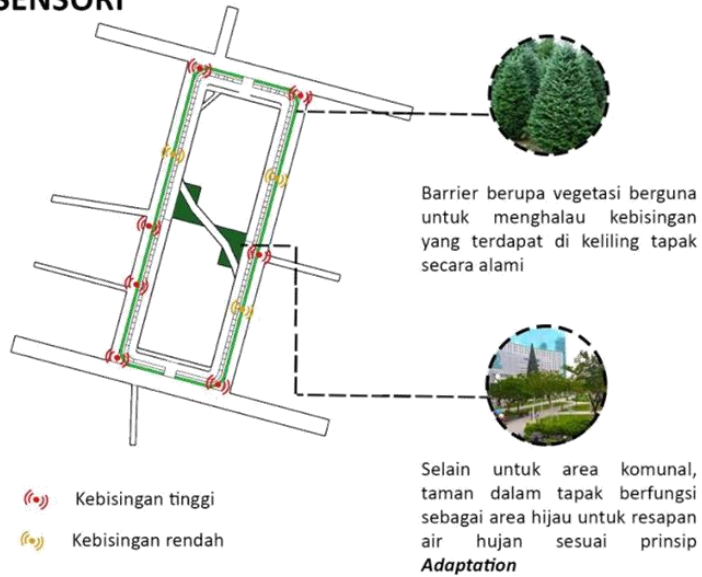 SENSORI
Barrier berupa vegetasi berguna
untuk menghalau kebisingan
yang terdapat di keliling tapak
secara alami
Selain untuk area komunal,
taman dalam tapak berfungsi
sebagai area hijau untuk resapan
air hujan sesuai prinsip
Adaptation
Kebisingan tinggi
Kebisingan rendah